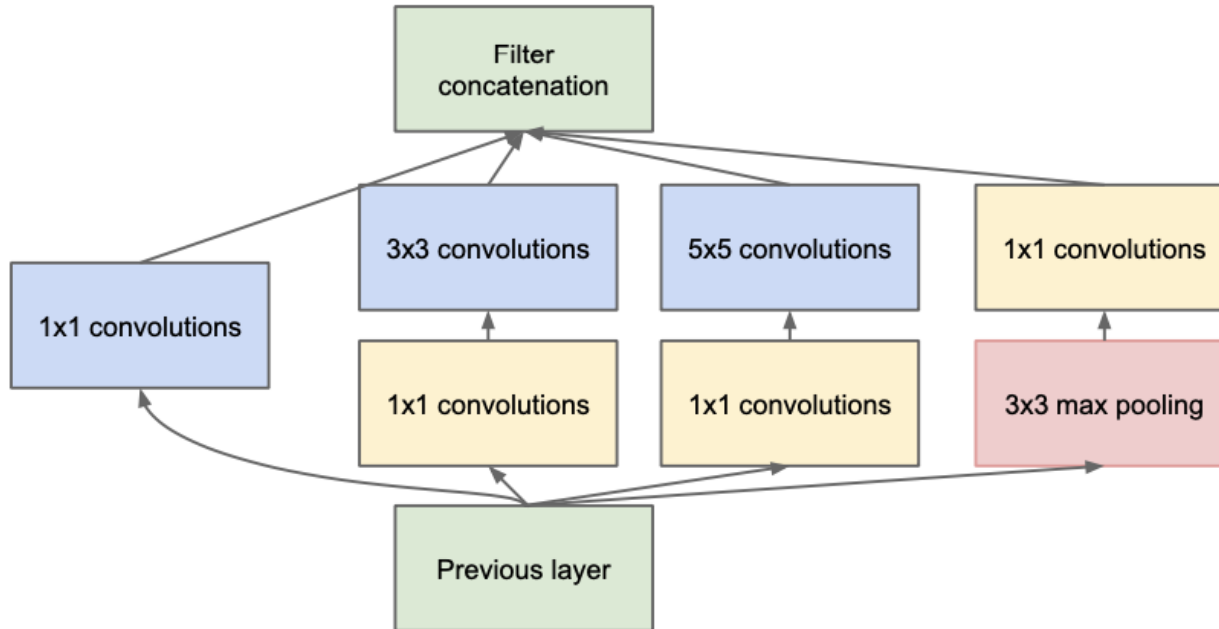 Filter
concatenation
3x3 convolutions
5x5 convolutions
1x1 convolutions
1x1 convolutions
1x1 convolutions
1x1 convolutions
3x3 max pooling
Previous layer